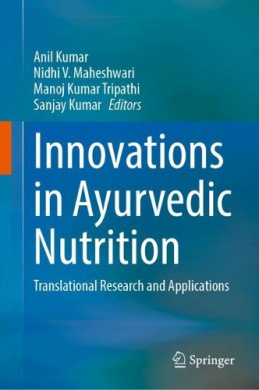 Anil Kumar
Nidhi V. Maheshwari
Manoj Kumar Tripathi
Sanjay Kumar Editors
Innovations
in Ayurvedic
Nutrition
Translational Research and Applications
Springer